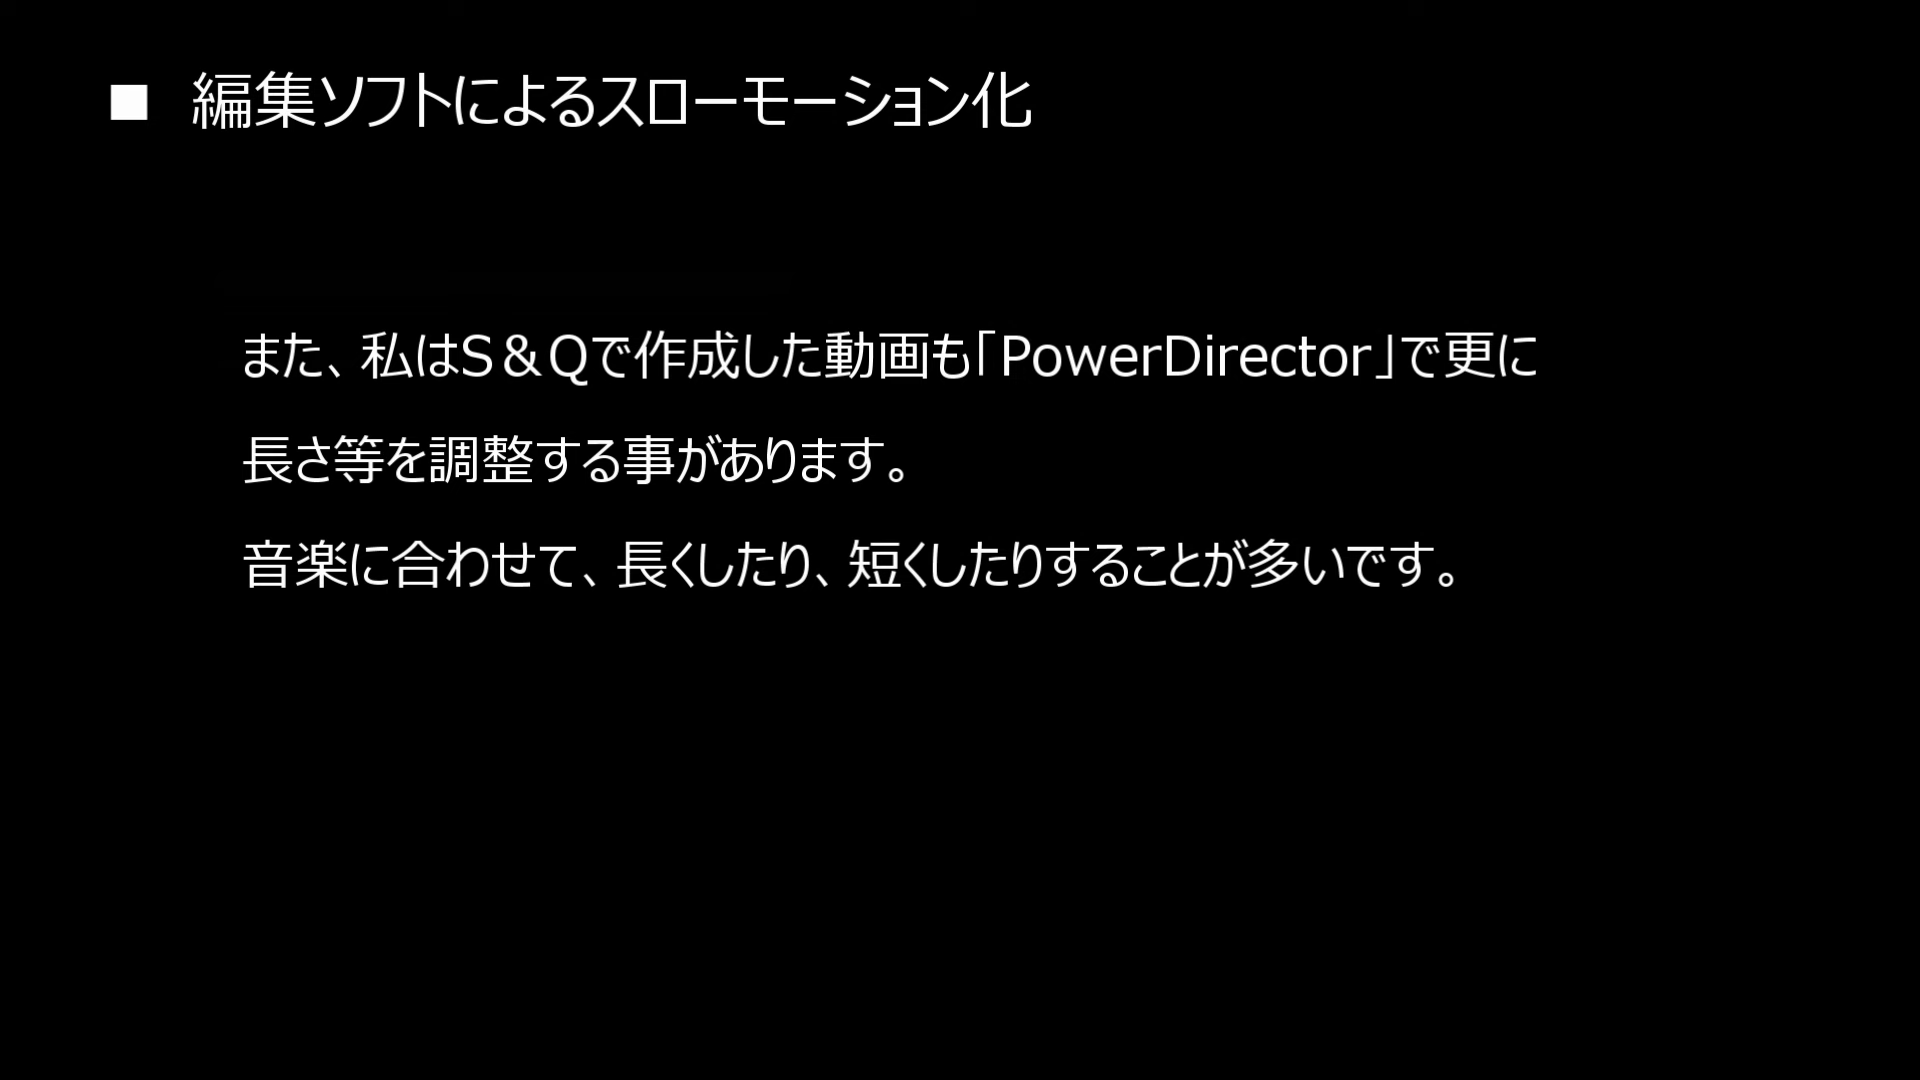 ■ 編集ソフトによるスローモーション化
また、私はS＆Qで作成した動画も「PowerDirector」で更に
長さ等を調整する事があります。
音楽に合わせて、長くしたり、短くしたりすることが多いです。